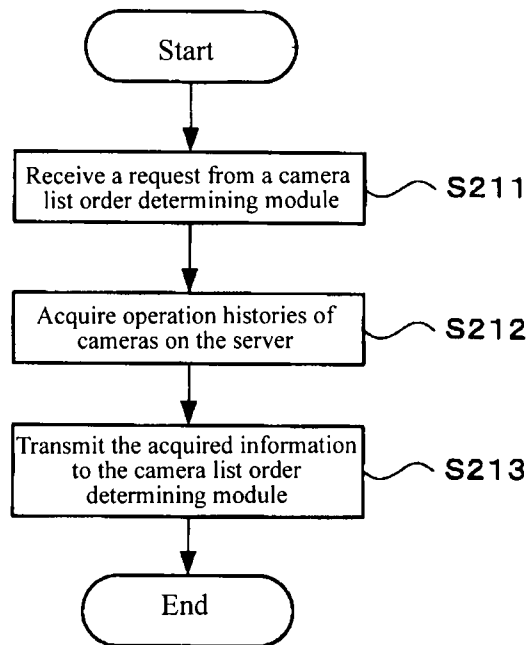 Start
Receive a request from a camera
list order determining module
S211
Acquire operation histories of
cameras on the server
S212
Transmit the acquired information
to the camera list order
determining module
S213
End